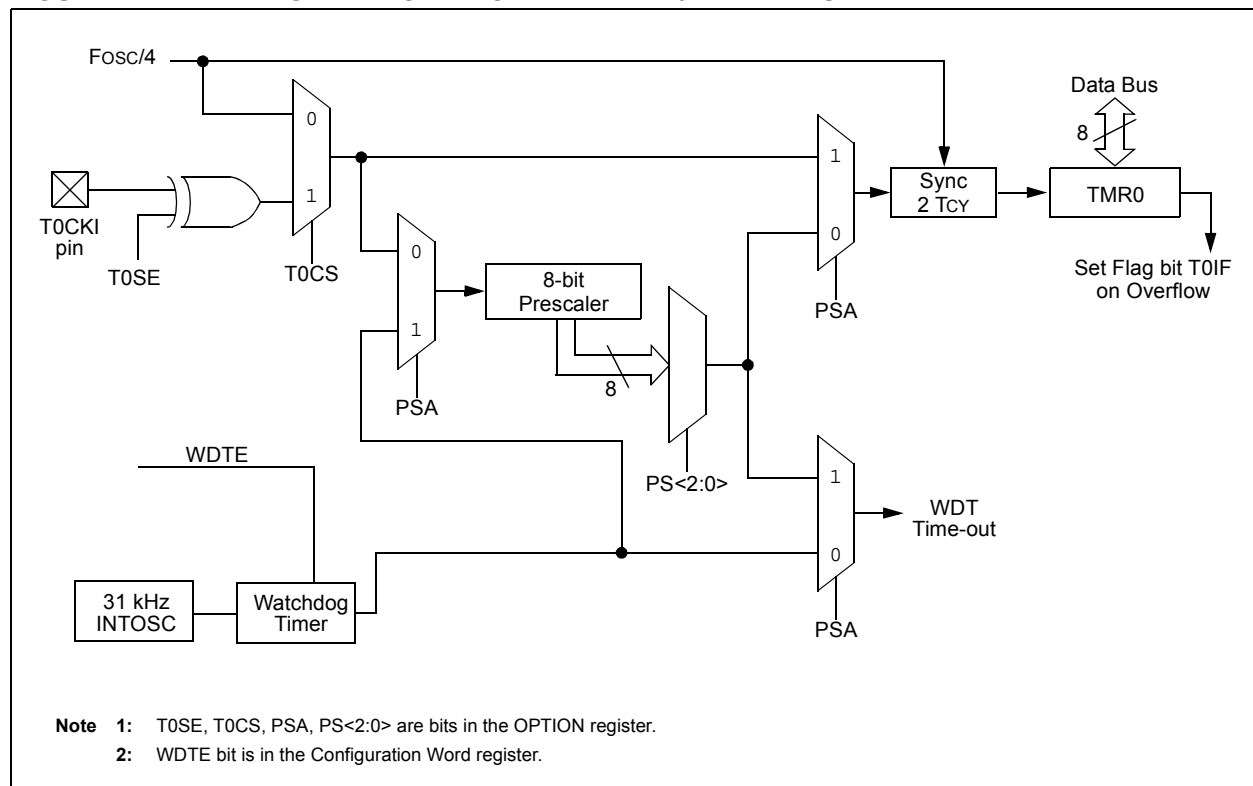 FOSC/4
Data Bus
8
0
1
T0CKI
pin
T0SE
T0CS
1
0
PSA
Sync
2 TCY
TMR0
Set Flag bit T0IF
on Overflow
0
1
PSA
8-bit
Prescaler
8
PS<2:0>
WDTE
1
0
PSA
WDT
Time-out
31 kHz
INTOSC
Watchdog
Timer
Note 1: T0SE, T0CS, PSA, PS<2:0> are bits in the OPTION register.
2: WDTE bit is in the Configuration Word register.